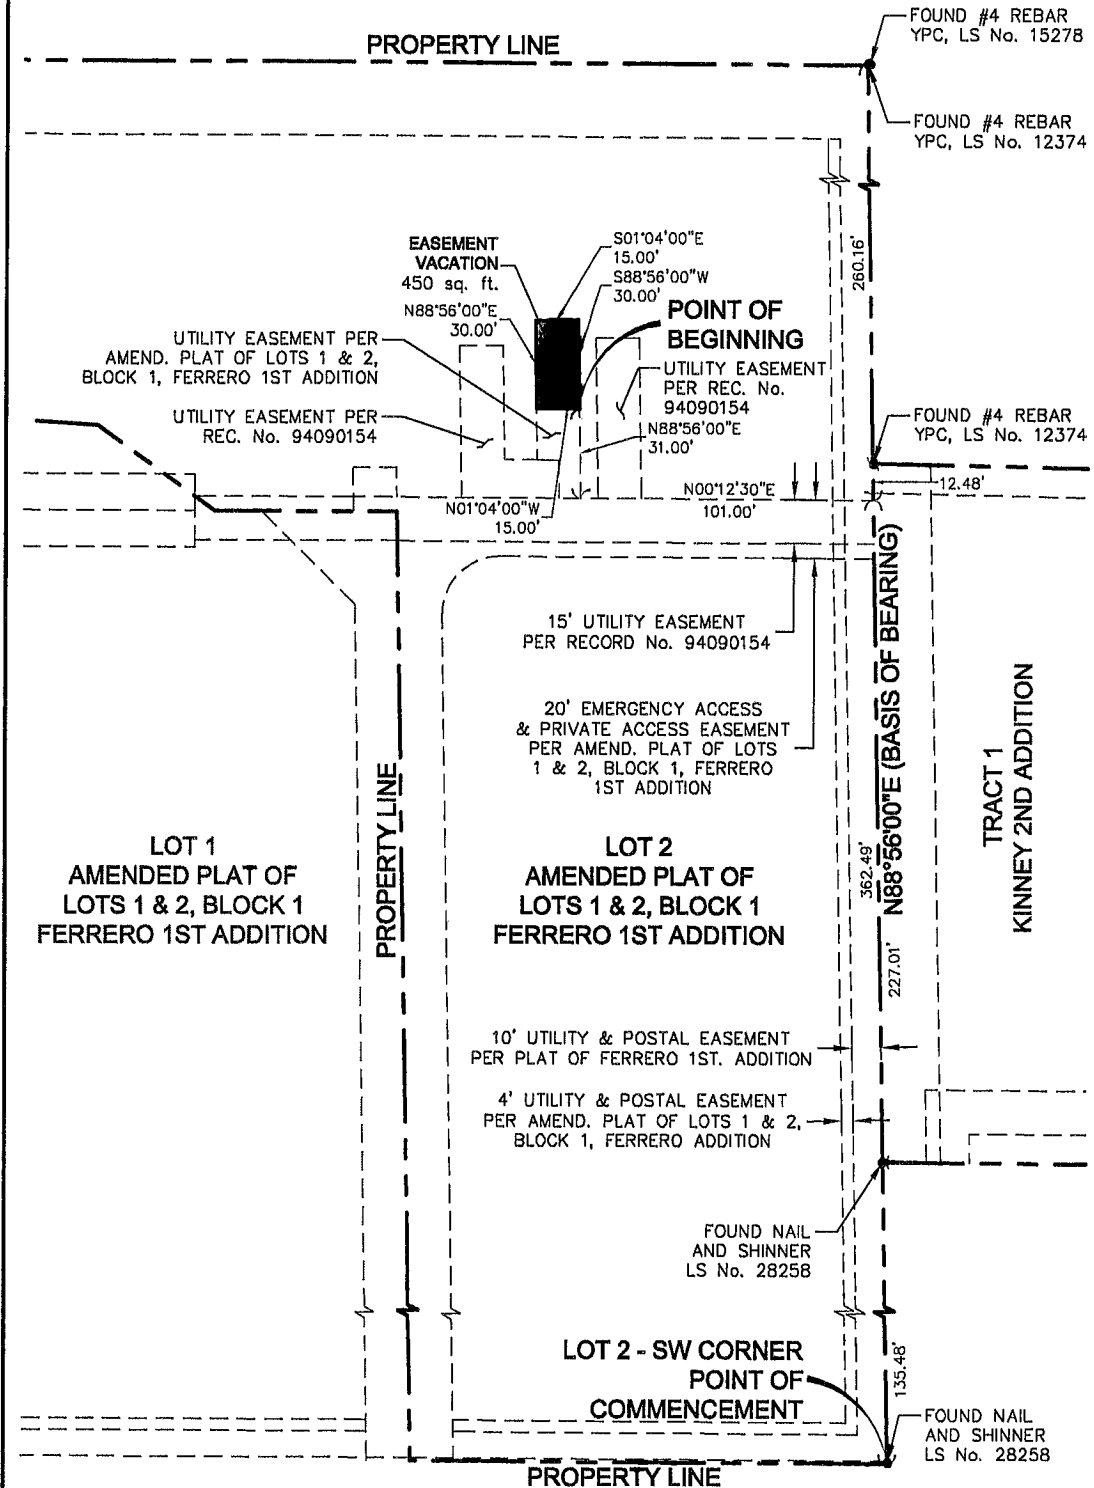 FOUND #4 REBAR
YPC, LS No. 15278
PROPERTY LINE
FOUND #4 REBAR
YPC, LS No. 12374
260.16'
EASEMENT
VACATION
450 sq. ft.
S01°04'00"E
15.00'
S88°56'00"W
30.00'
N88°56'00"E
30.00'
POINT OF
BEGINNING
UTILITY EASEMENT PER
AMEND. PLAT OF LOTS 1 & 2,
BLOCK 1, FERRERO 1ST ADDITION
UTILITY EASEMENT
PER REC. No.
94090154
UTILITY EASEMENT PER
REC. No. 94090154
N88°56'00"E
31.00'
FOUND #4 REBAR
YPC, LS No. 12374
12.48'
N01°04'00"W
15.00'
N00°12'30"E
101.00'
15' UTILITY EASEMENT
PER RECORD No. 94090154
20' EMERGENCY ACCESS
& PRIVATE ACCESS EASEMENT
PER AMEND. PLAT OF LOTS
1 & 2, BLOCK 1, FERRERO
1ST ADDITION
N88°56'00"E (BASIS OF BEARING)
TRACT 1
KINNEY 2ND ADDITION
PROPERTY LINE
LOT 1
AMENDED PLAT OF
LOTS 1 & 2, BLOCK 1
FERRERO 1ST ADDITION
LOT 2
AMENDED PLAT OF
LOTS 1 & 2, BLOCK 1
FERRERO 1ST ADDITION
362.49'
227.01'
10' UTILITY & POSTAL EASEMENT
PER PLAT OF FERRERO 1ST. ADDITION
4' UTILITY & POSTAL EASEMENT
PER AMEND. PLAT OF LOTS 1 & 2,
BLOCK 1, FERRERO ADDITION
FOUND NAIL
AND SHINNER
LS No. 28258
LOT 2 - SW CORNER
POINT OF
COMMENCEMENT
135.48'
FOUND NAIL
AND SHINNER
LS No. 28258
PROPERTY LINE